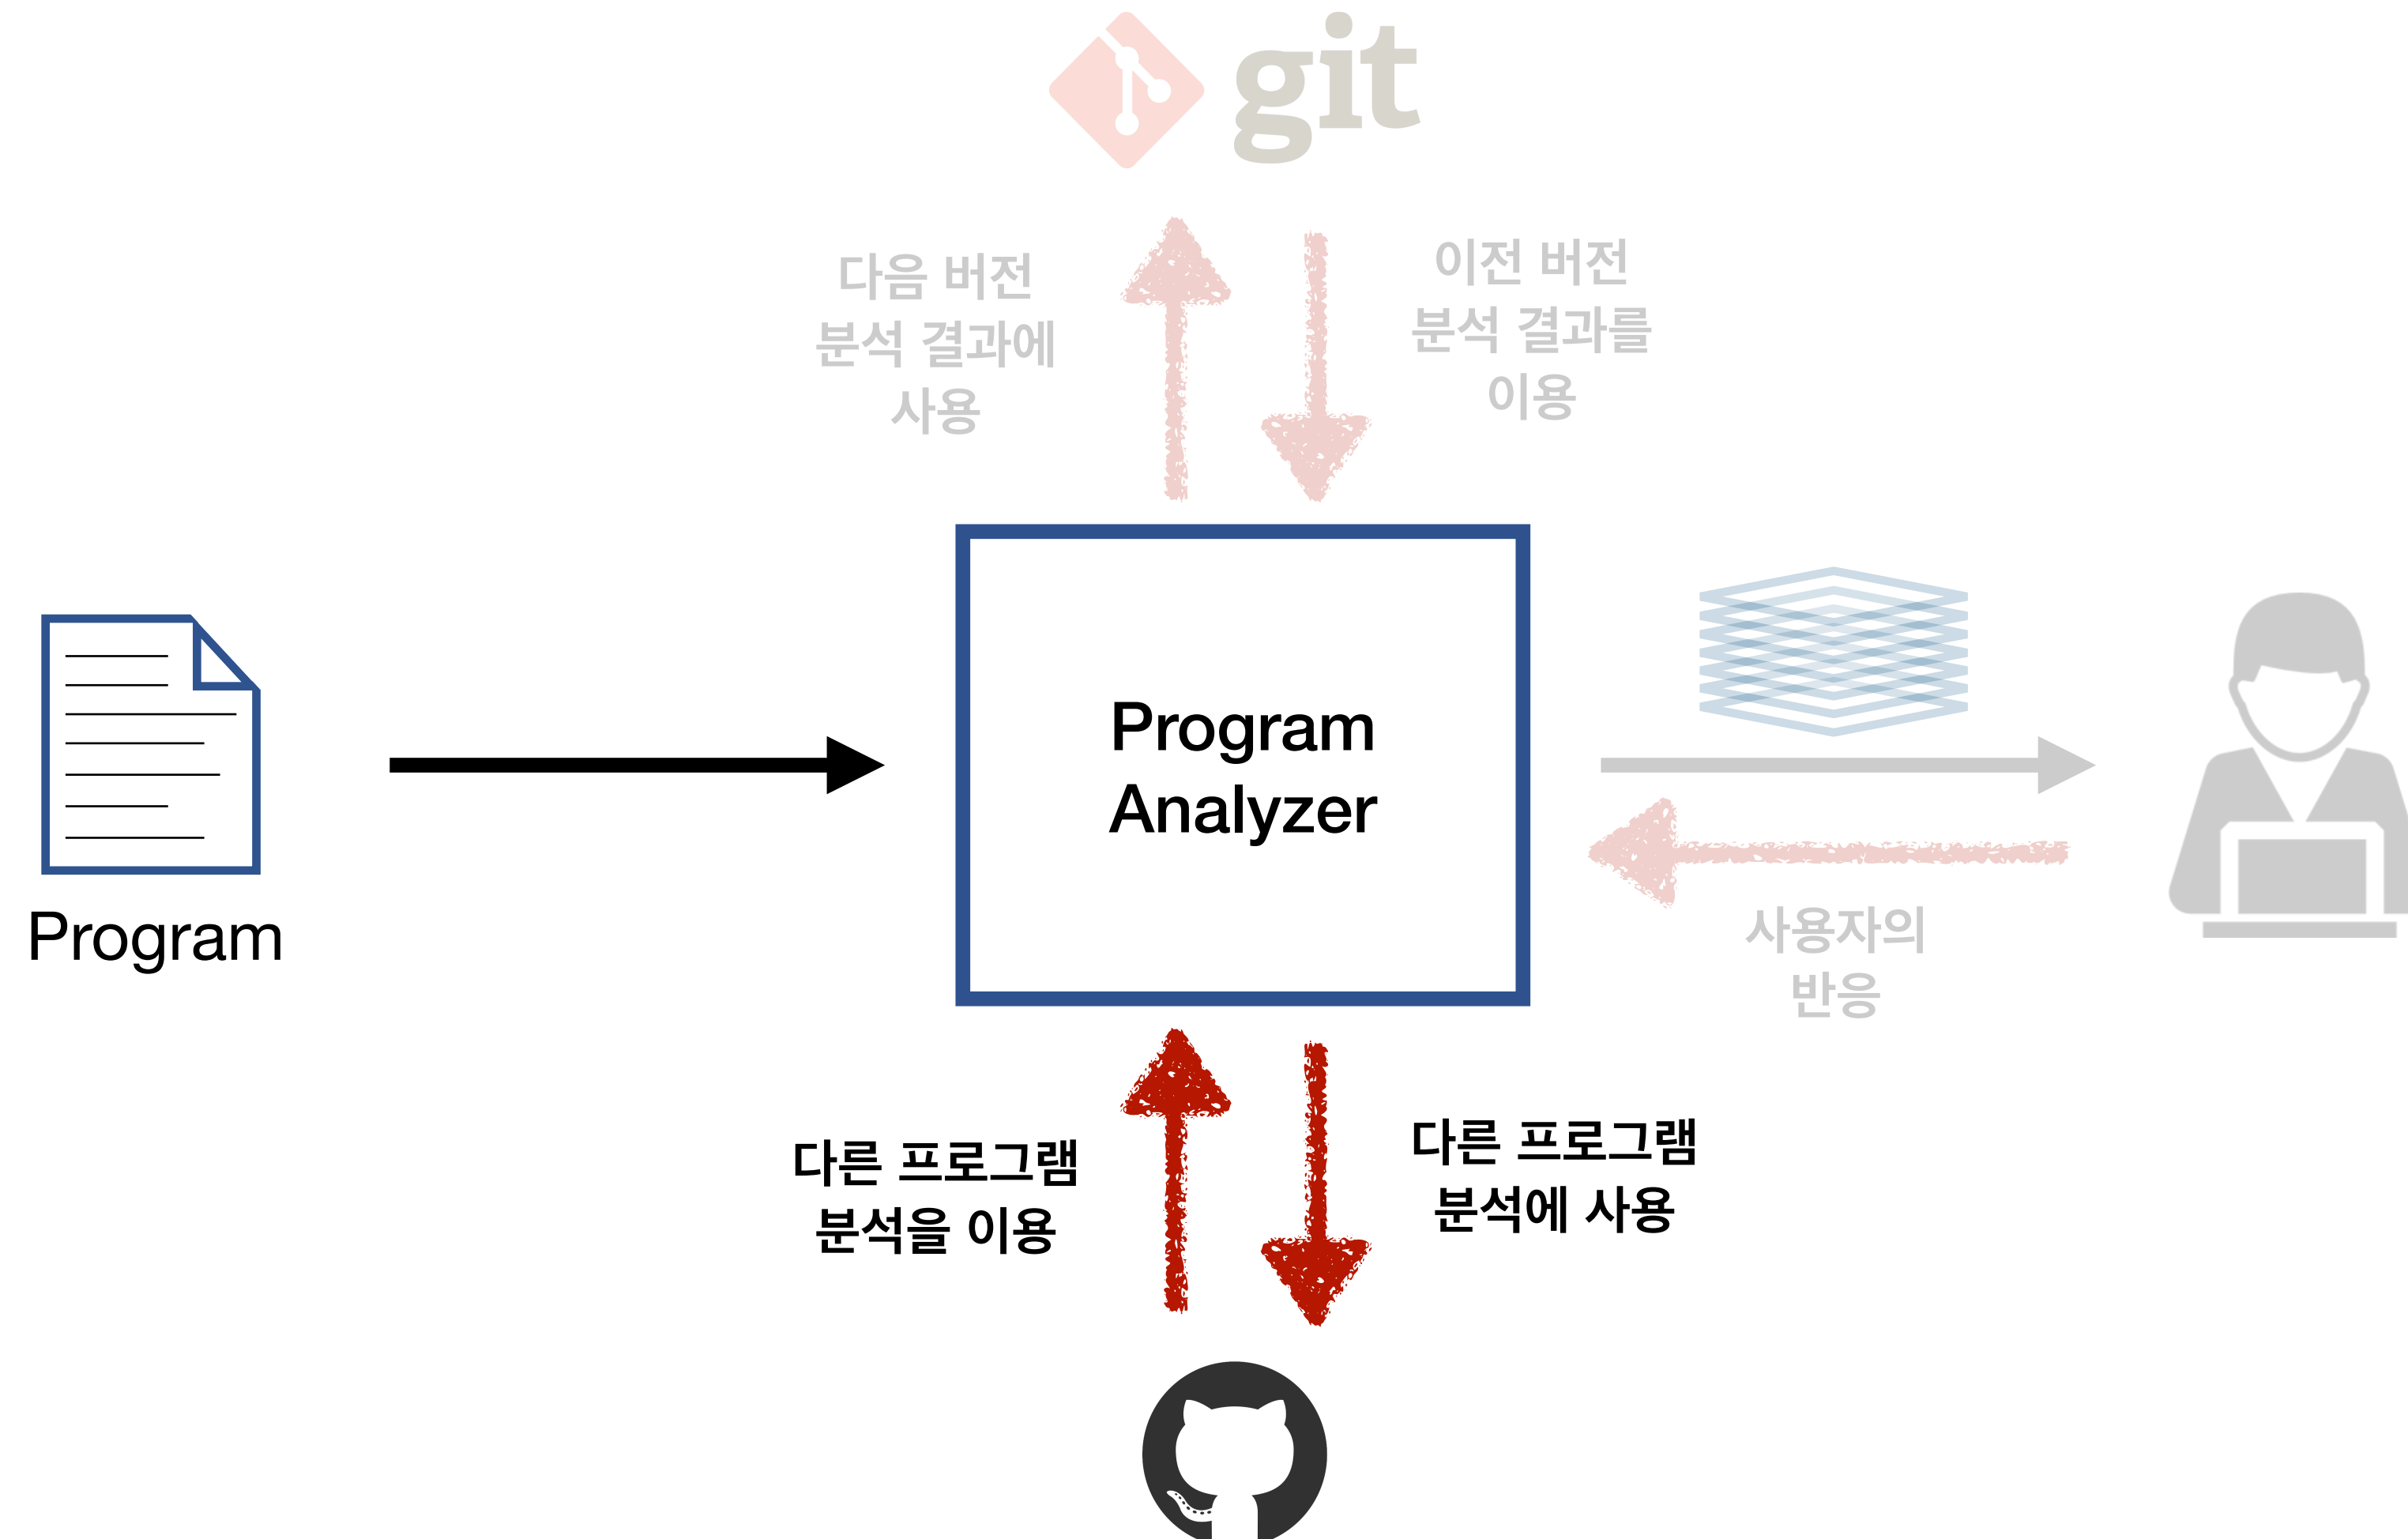 git
다음 버전
분석 결과에
사용
이전 버전
분석 결과를
이용
Program
Analyzer
Program
사용자의
반응
다른 프로그램
분석을 이용
다른 프로그램
분석에 사용